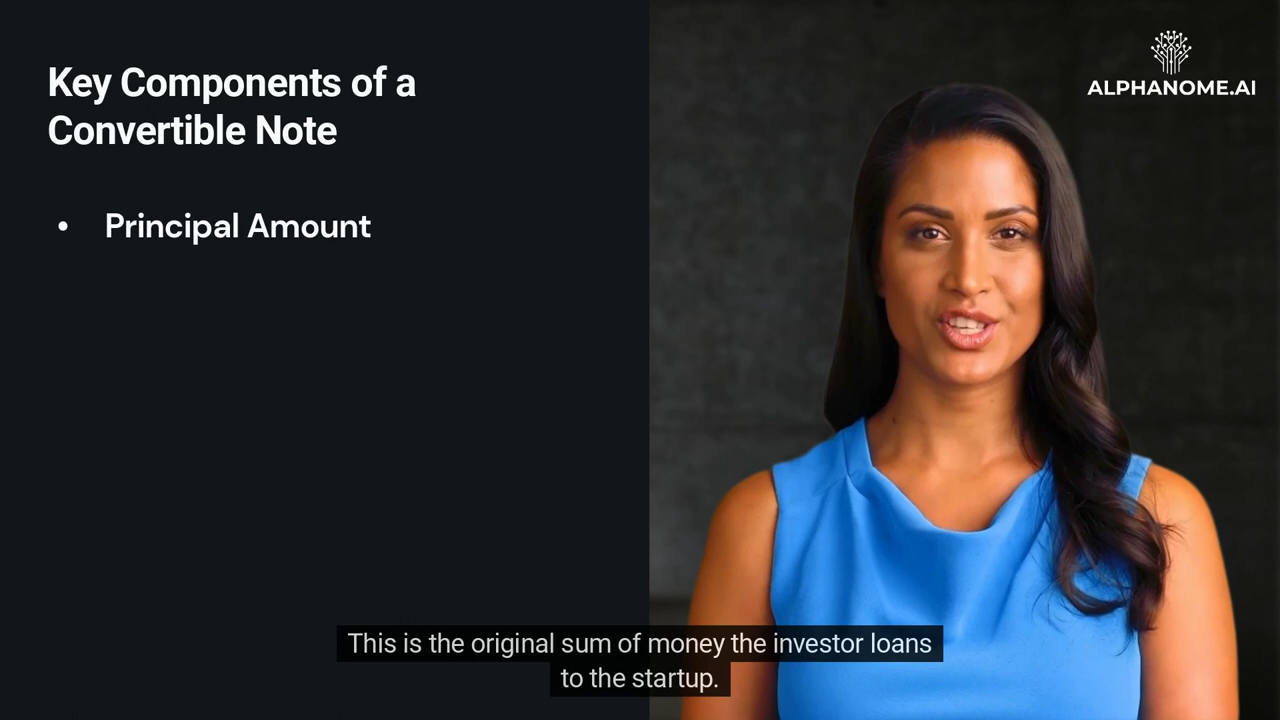 Key Components of a
Convertible Note
• Principal Amount
ALPHANOME.AI
This is the original sum of money the investor loans
to the startup.